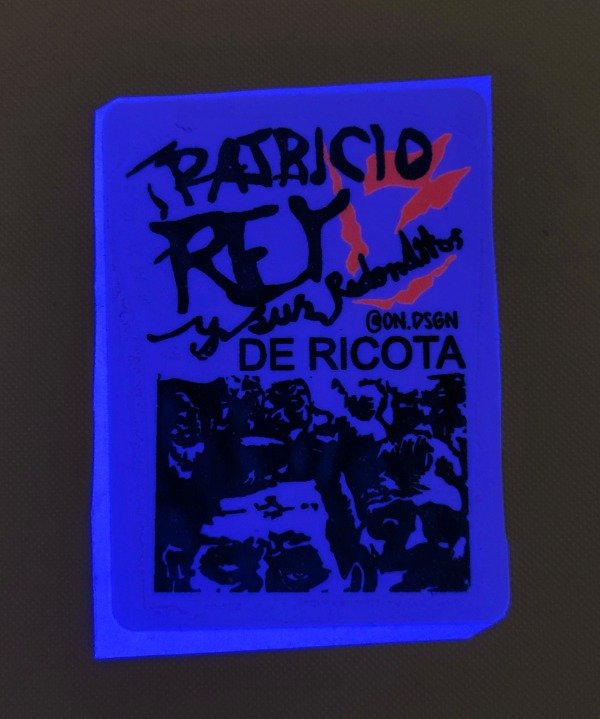 PATRICIO
REY
y sus Redonditos
@ON.DSGN
DE RICOTA